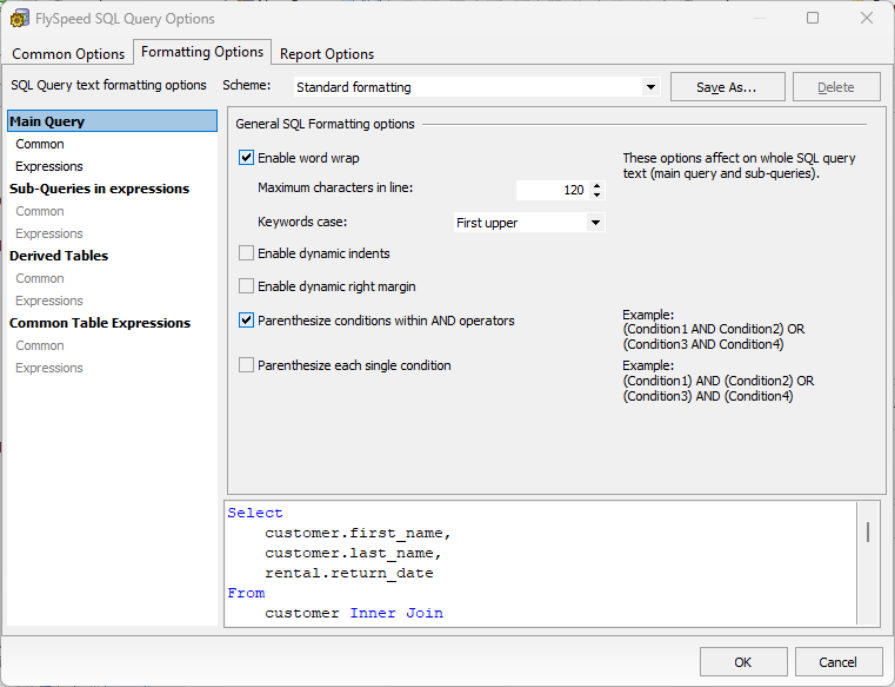 FlySpeed SQL Query Options
Common Options
Formatting Options
Report Options
SQL Query text formatting options
Scheme:
Standard formatting
Save As...
Delete
Main Query
Common
Expressions
Sub-Queries in expressions
Common
Expressions
Derived Tables
Common
Expressions
Common Table Expressions
Common
Expressions
General SQL Formatting options
Enable word wrap
These options affect on whole SQL query
text (main query and sub-queries).
Maximum characters in line:
120
Keywords case:
First upper
Enable dynamic indents
Enable dynamic right margin
Parenthesize conditions within AND operators
Example:
(Condition1 AND Condition2) OR
(Condition3 AND Condition4)
Parenthesize each single condition
Example:
(Condition1) AND (Condition2) OR
(Condition3) AND (Condition4)
Select
customer.first_name,
customer.last_name,
rental.return_date
From
customer Inner Join
OK
Cancel